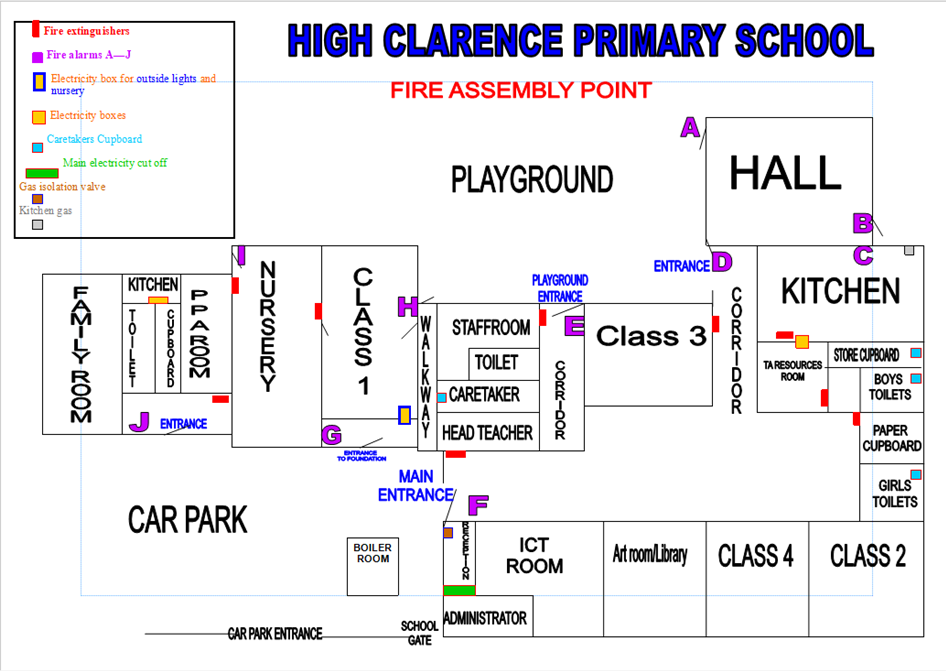 HIGH CLARENCE PRIMARY SCHOOL
Fire extinguishers
Fire alarms A—J
Electricity box for outside lights and
nursery
Electricity boxes
Caretakers Cupboard
Main electricity cut off
Gas isolation valve
Kitchen gas
FIRE ASSEMBLY POINT
PLAYGROUND
A
HALL
B
C
D
ENTRANCE
KITCHEN
CORRIDOR
I
NURSERY
CLASS 1
H
PLAYGROUND
ENTRANCE
E
FAMILY ROOM
KITCHEN
TOILET
CUPBOARD
PPA ROOM
WALKWAY
STAFFROOM
TOILET
CARETAKER
HEAD TEACHER
CORRIDOR
Class 3
TA RESOURCES
ROOM
STORE CUPBOARD
BOYS
TOILETS
PAPER
CUPBOARD
GIRLS
TOILETS
J
ENTRANCE
G
ENTRANCE
TO FOUNDATION
MAIN
ENTRANCE
F
CAR PARK
BOILER
ROOM
RECEPTION
ICT
ROOM
Art room/Library
CLASS 4
CLASS 2
ADMINISTRATOR
CAR PARK ENTRANCE
SCHOOL
GATE